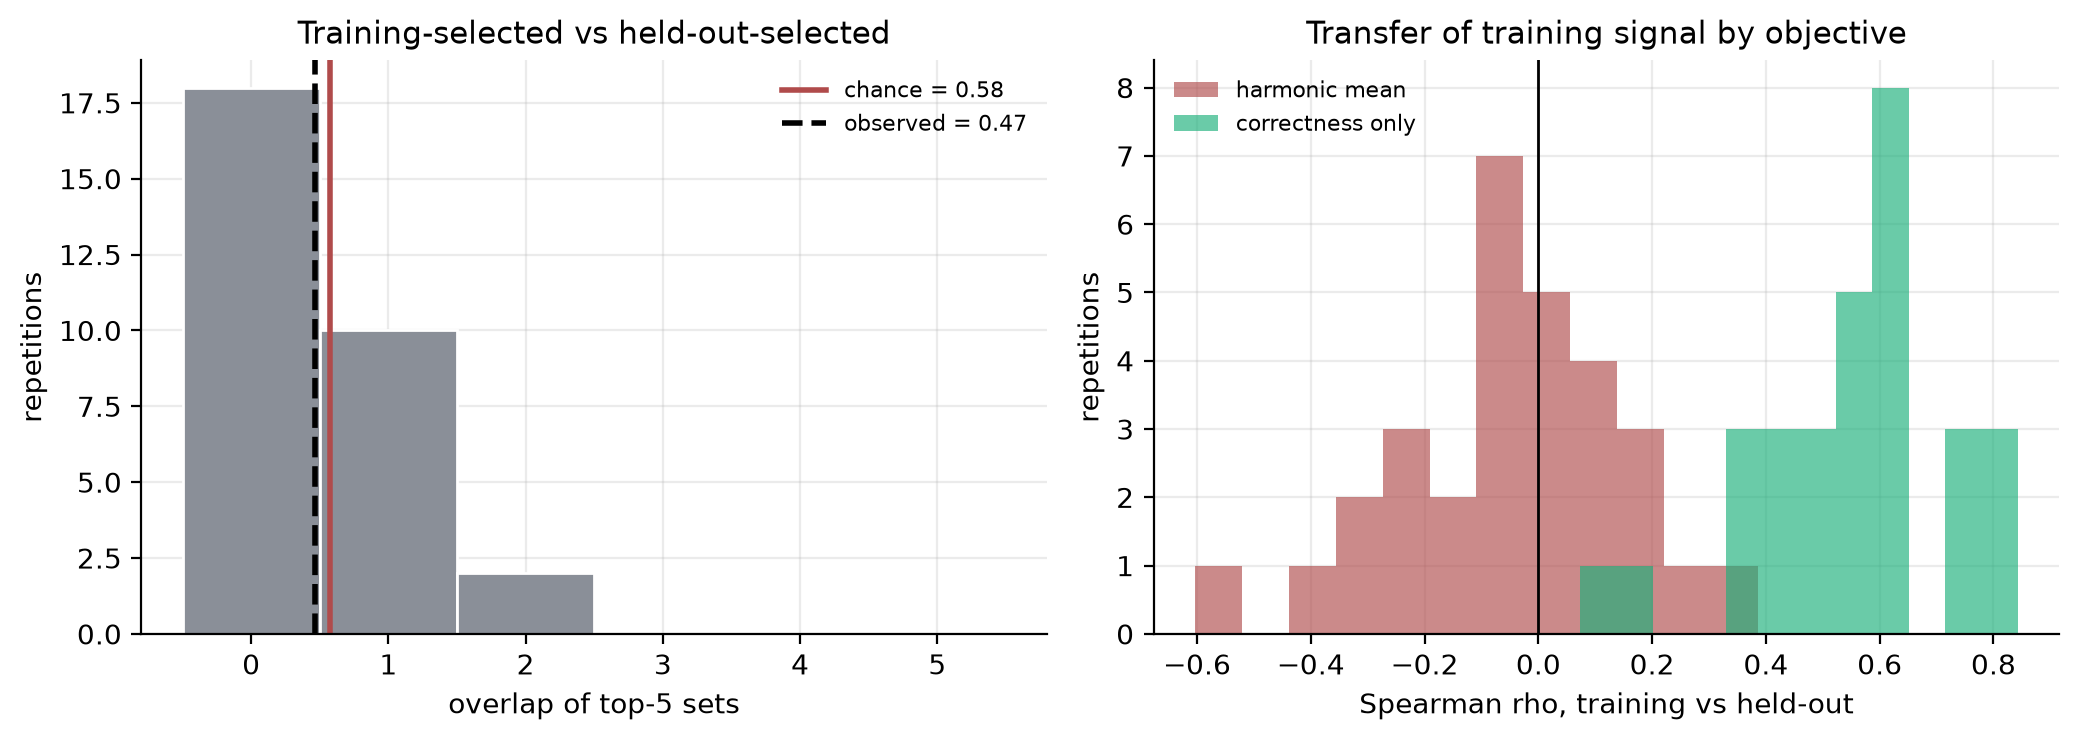 Training-selected vs held-out-selected
chance = 0.58
observed = 0.47
17.5
15.0
12.5
10.0
7.5
5.0
2.5
0.0
repetitions
0 1 2 3 4 5
overlap of top-5 sets
Transfer of training signal by objective
harmonic mean
correctness only
8
7
6
5
4
3
2
1
0
repetitions
−0.6 −0.4 −0.2 0.0 0.2 0.4 0.6 0.8
Spearman rho, training vs held-out